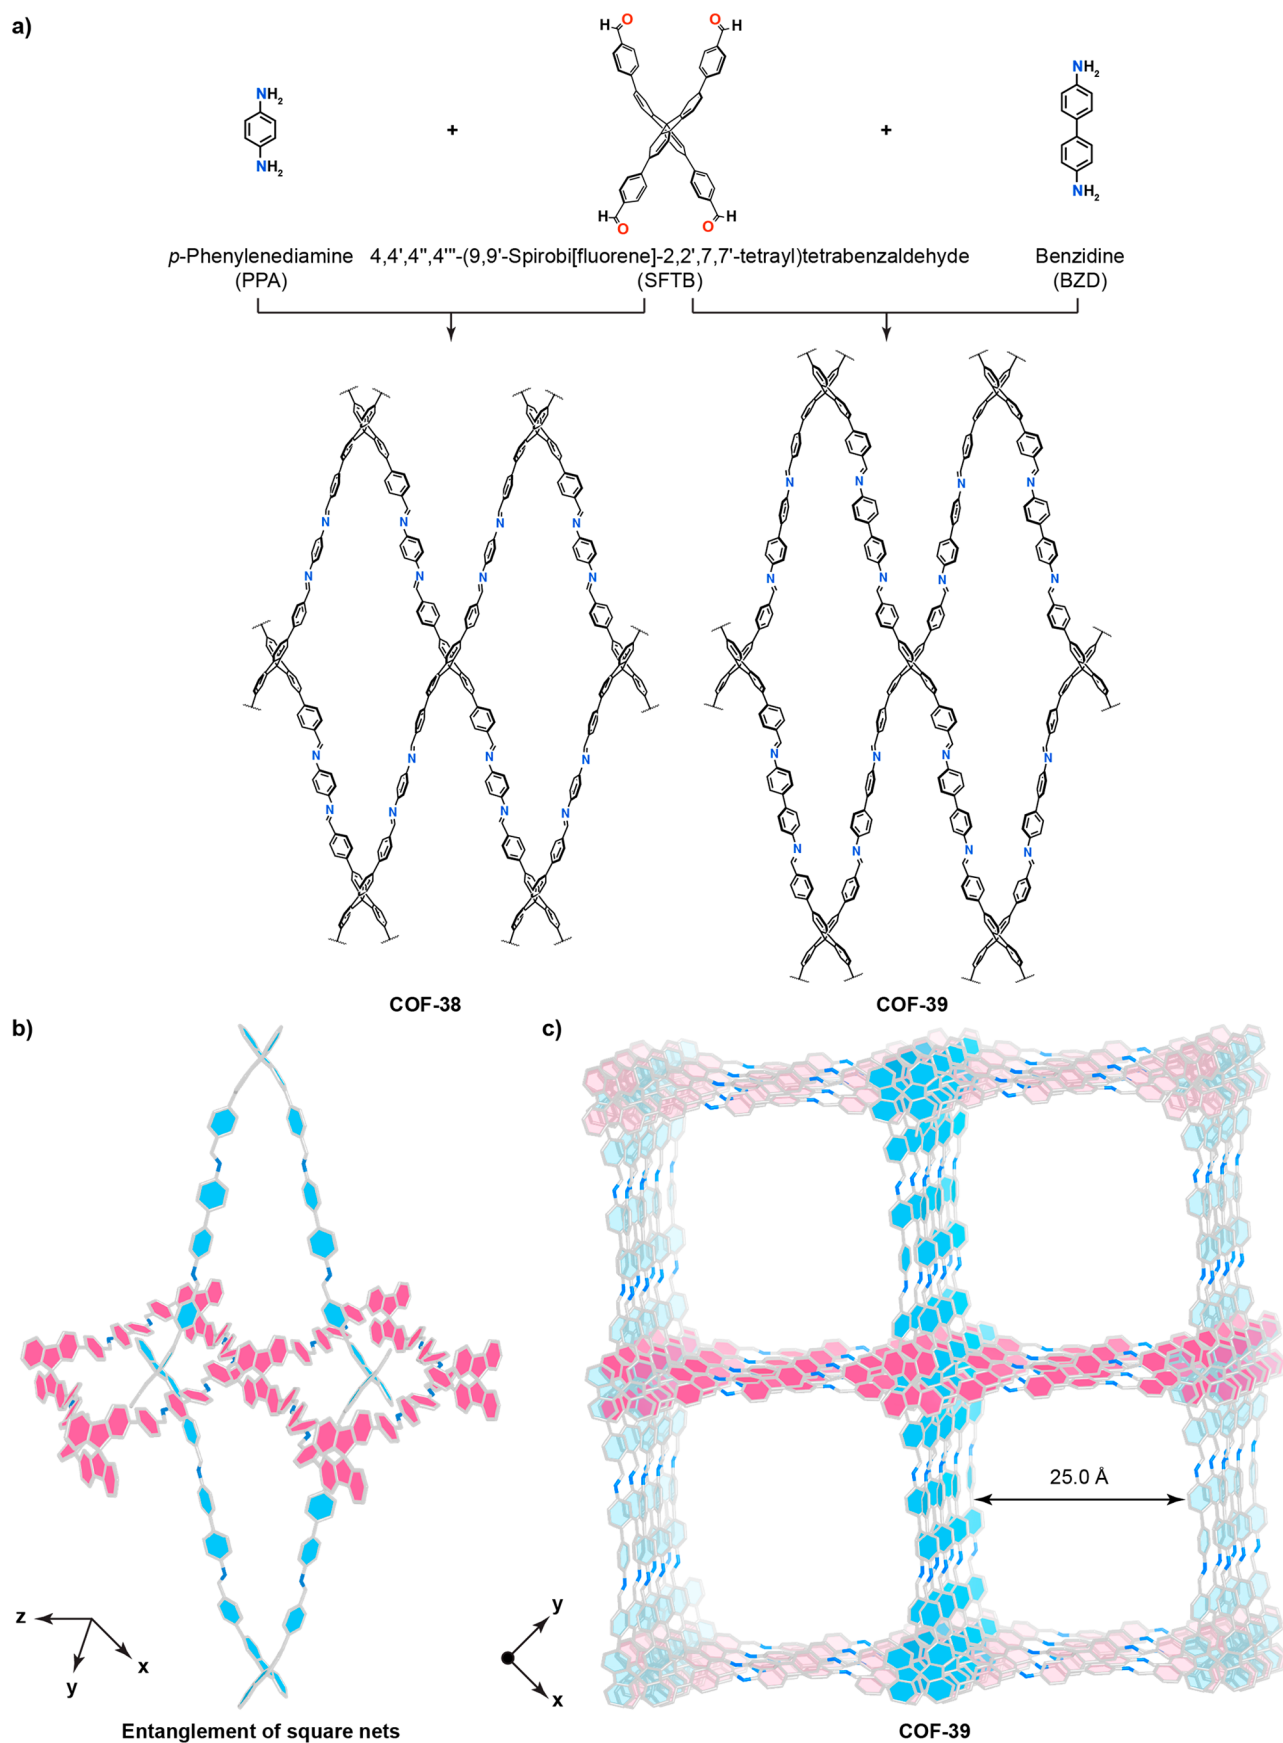 a)
H O O H
NH2
NH2
+
+
NH2
NH2
H O O H
p-Phenylenediamine
(PPA)
4,4',4'',4'''-(9,9'-Spirobi[fluorene]-2,2',7,7'-tetrayl)tetrabenzaldehyde
(SFTB)
Benzidine
(BZD)
N N N N
N N N N
N N N N
N N N N
COF-38
N N N N
N N N N
N N N N
N N N N
COF-39
b)
z
y
x
Entanglement of square nets
c)
25.0 Å
y
x
COF-39